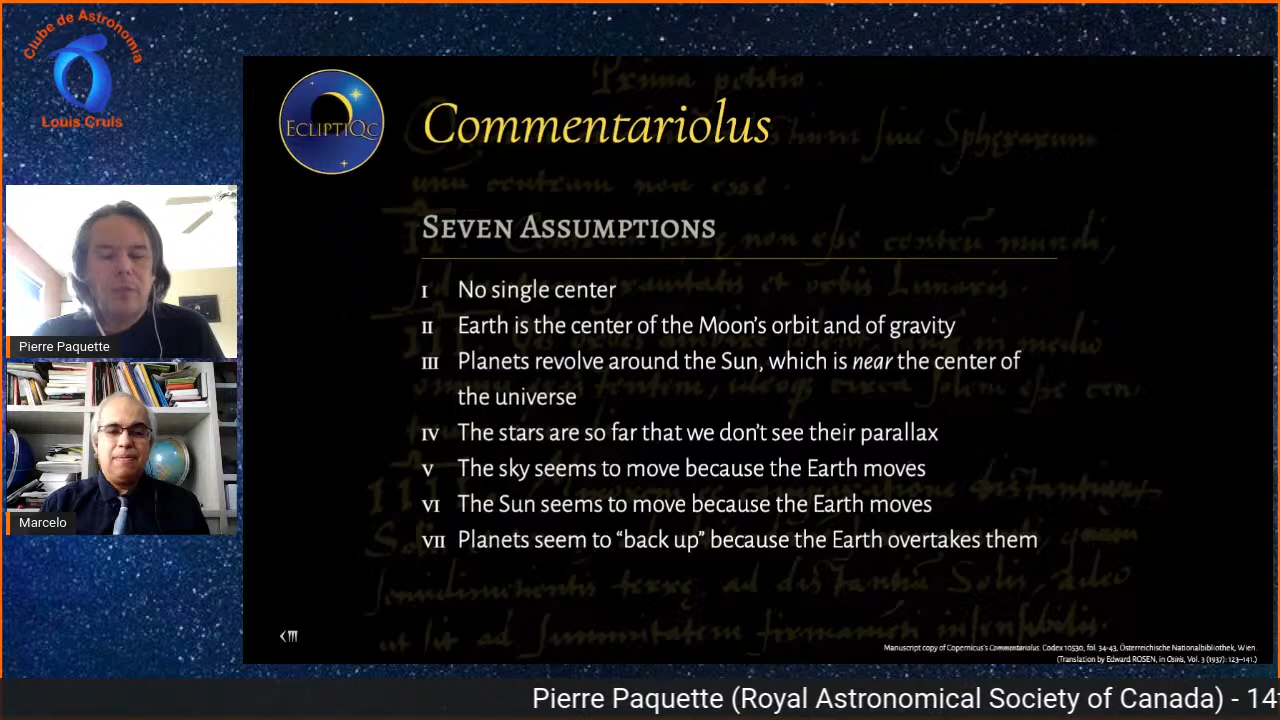 Clube de Astronomia
Louis Cruls
EclipTiQc
Commentariolus
Seven Assumptions
I No single center
II Earth is the center of the Moon's orbit and of gravity
III Planets revolve around the Sun, which is near the center of
the universe
IV The stars are so far that we don't see their parallax
V The sky seems to move because the Earth moves
VI The Sun seems to move because the Earth moves
VII Planets seem to “back up” because the Earth overtakes them
Pierre Paquette
Marcelo
Manuscript copy of Copernicus's Commentariolus. Codex 10530, fol. 34-43, Österreichische Nationalbibliothek, Wien.
(Translation by Edward ROSEN, in Osiris, Vol. 3 (1937): 123–141.)
Pierre Paquette (Royal Astronomical Society of Canada) - 14